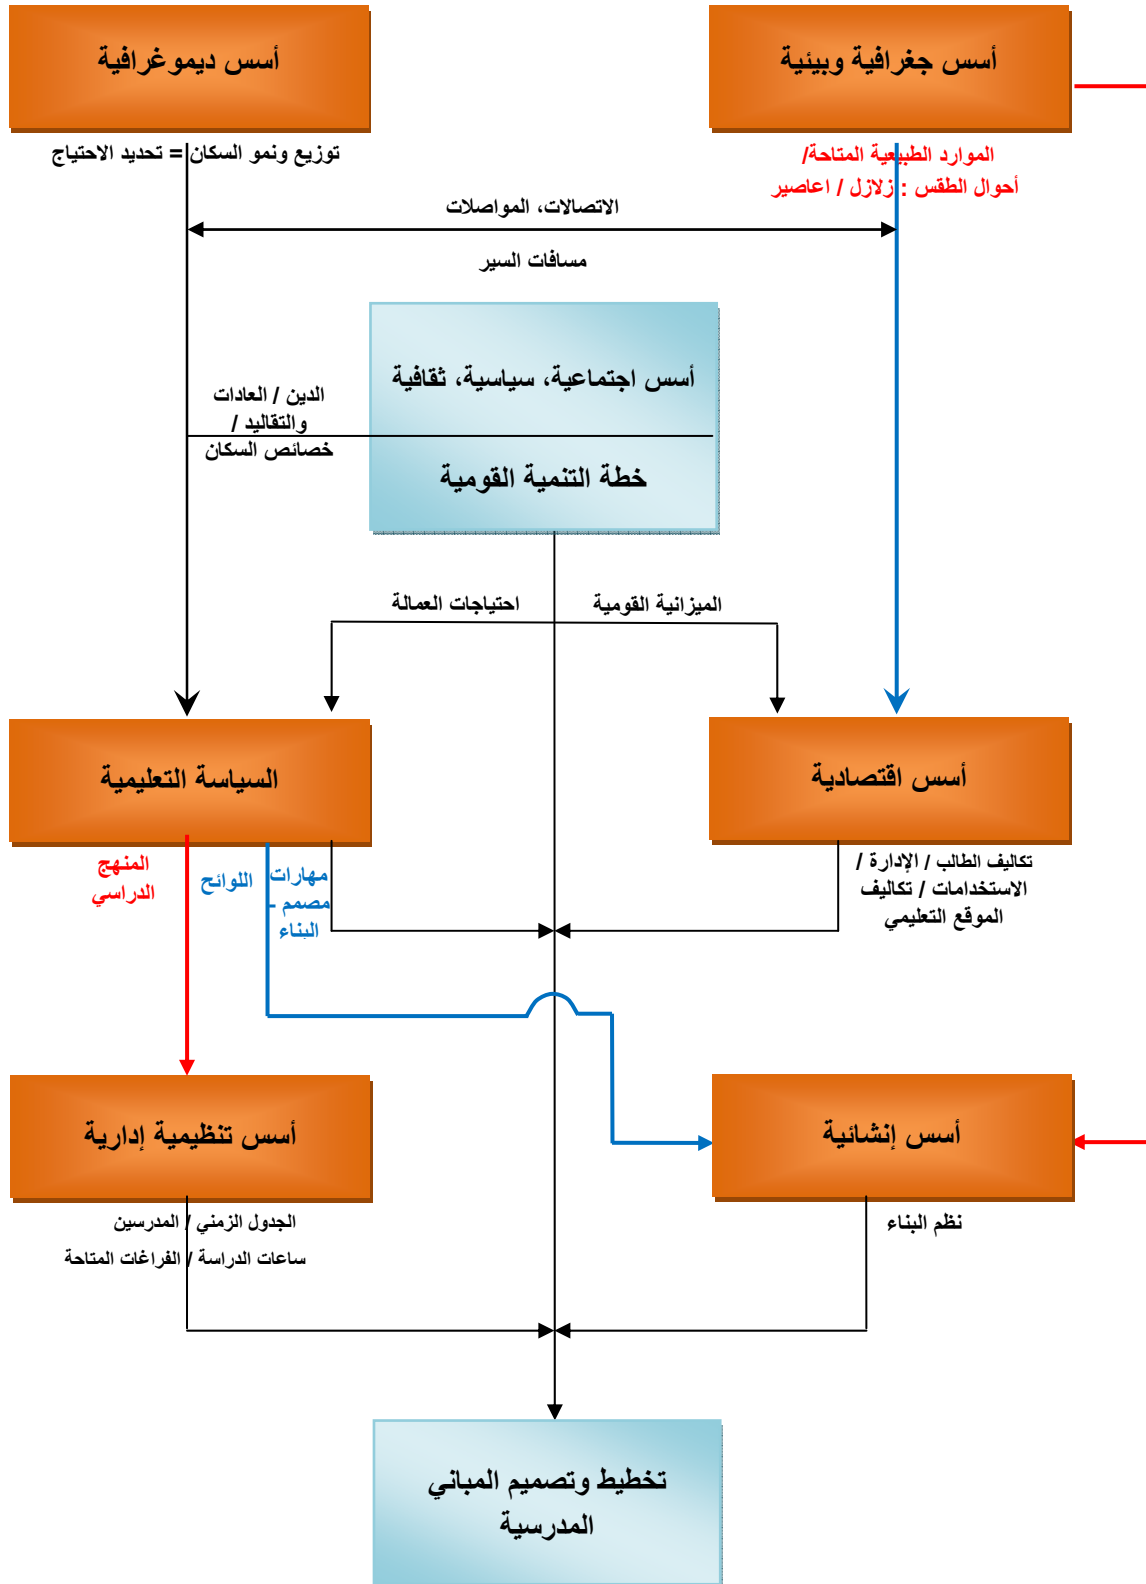 أسس جغرافية وبيئية
أسس ديموغرافية
الموارد الطبيعية المتاحة/
أحوال الطقس : زلازل / اعاصير
توزيع ونمو السكان = تحديد الاحتياج
الاتصالات، المواصلات
مسافات السير
أسس اجتماعية، سياسية، ثقافية
خطة التنمية القومية
الدين / العادات
والتقاليد /
خصائص السكان
الميزانية القومية
احتياجات العمالة
أسس اقتصادية
السياسة التعليمية
تكاليف الطالب / الإدارة /
الاستخدامات / تكاليف
الموقع التعليمي
مهارات
مصمم -
البناء
اللوائح
المنهج
الدراسي
أسس إنشائية
أسس تنظيمية إدارية
نظم البناء
الجدول الزمني / المدرسين
ساعات الدراسة / الفراغات المتاحة
تخطيط وتصميم المباني
المدرسية